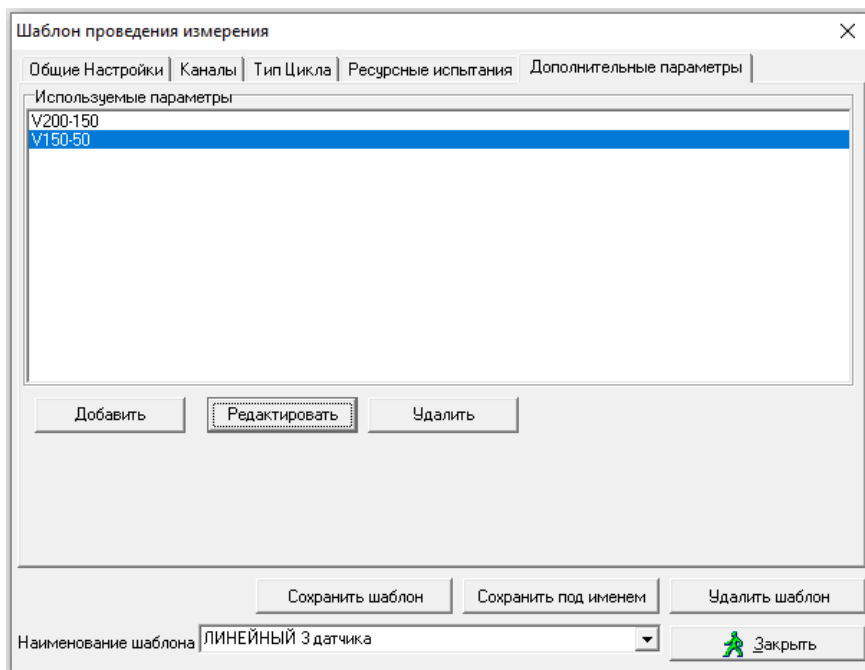 Шаблон проведения измерения
Общие Настройки Каналы Тип Цикла Ресурсные испытания Дополнительные параметры
Используемые параметры
V200-150
V150-50
Добавить Редактировать Удалить
Сохранить шаблон Сохранить под именем Удалить шаблон
Наименование шаблона ЛИНЕЙНЫЙ 3 датчика Закрыть